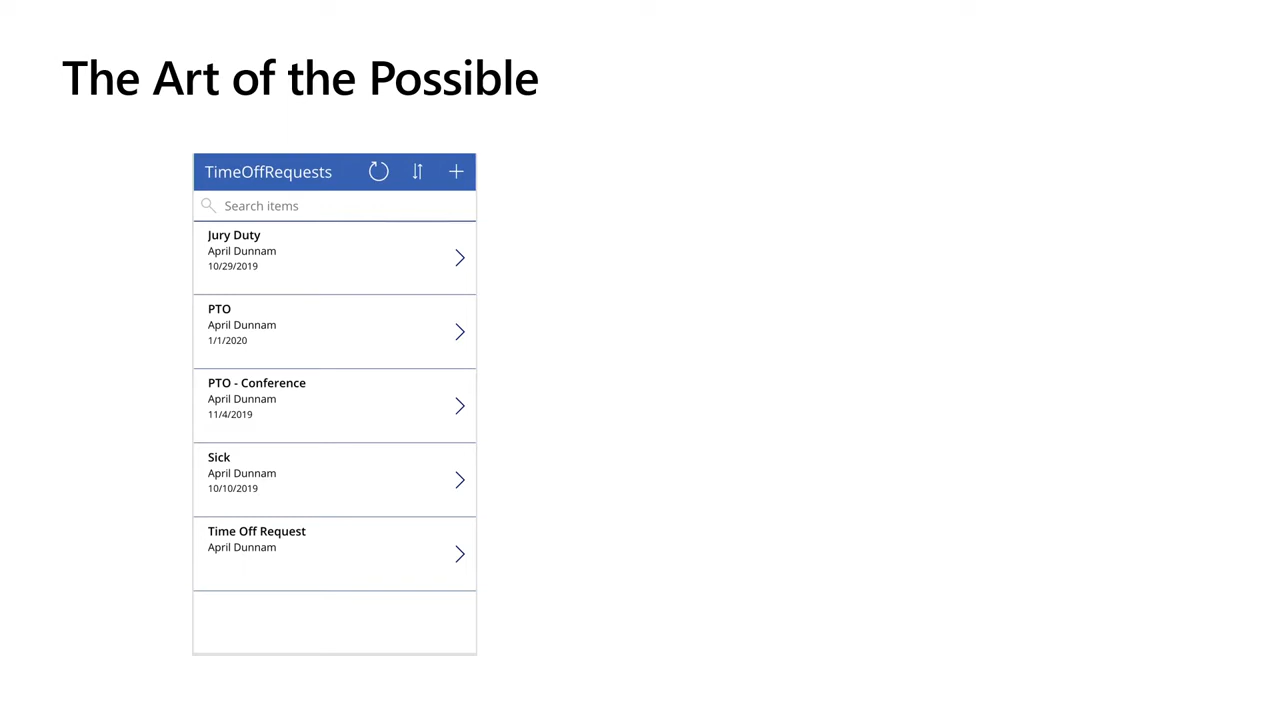 The Art of the Possible
TimeOffRequests
Search items
Jury Duty
April Dunnam
10/29/2019
PTO
April Dunnam
1/1/2020
PTO - Conference
April Dunnam
11/4/2019
Sick
April Dunnam
10/10/2019
Time Off Request
April Dunnam